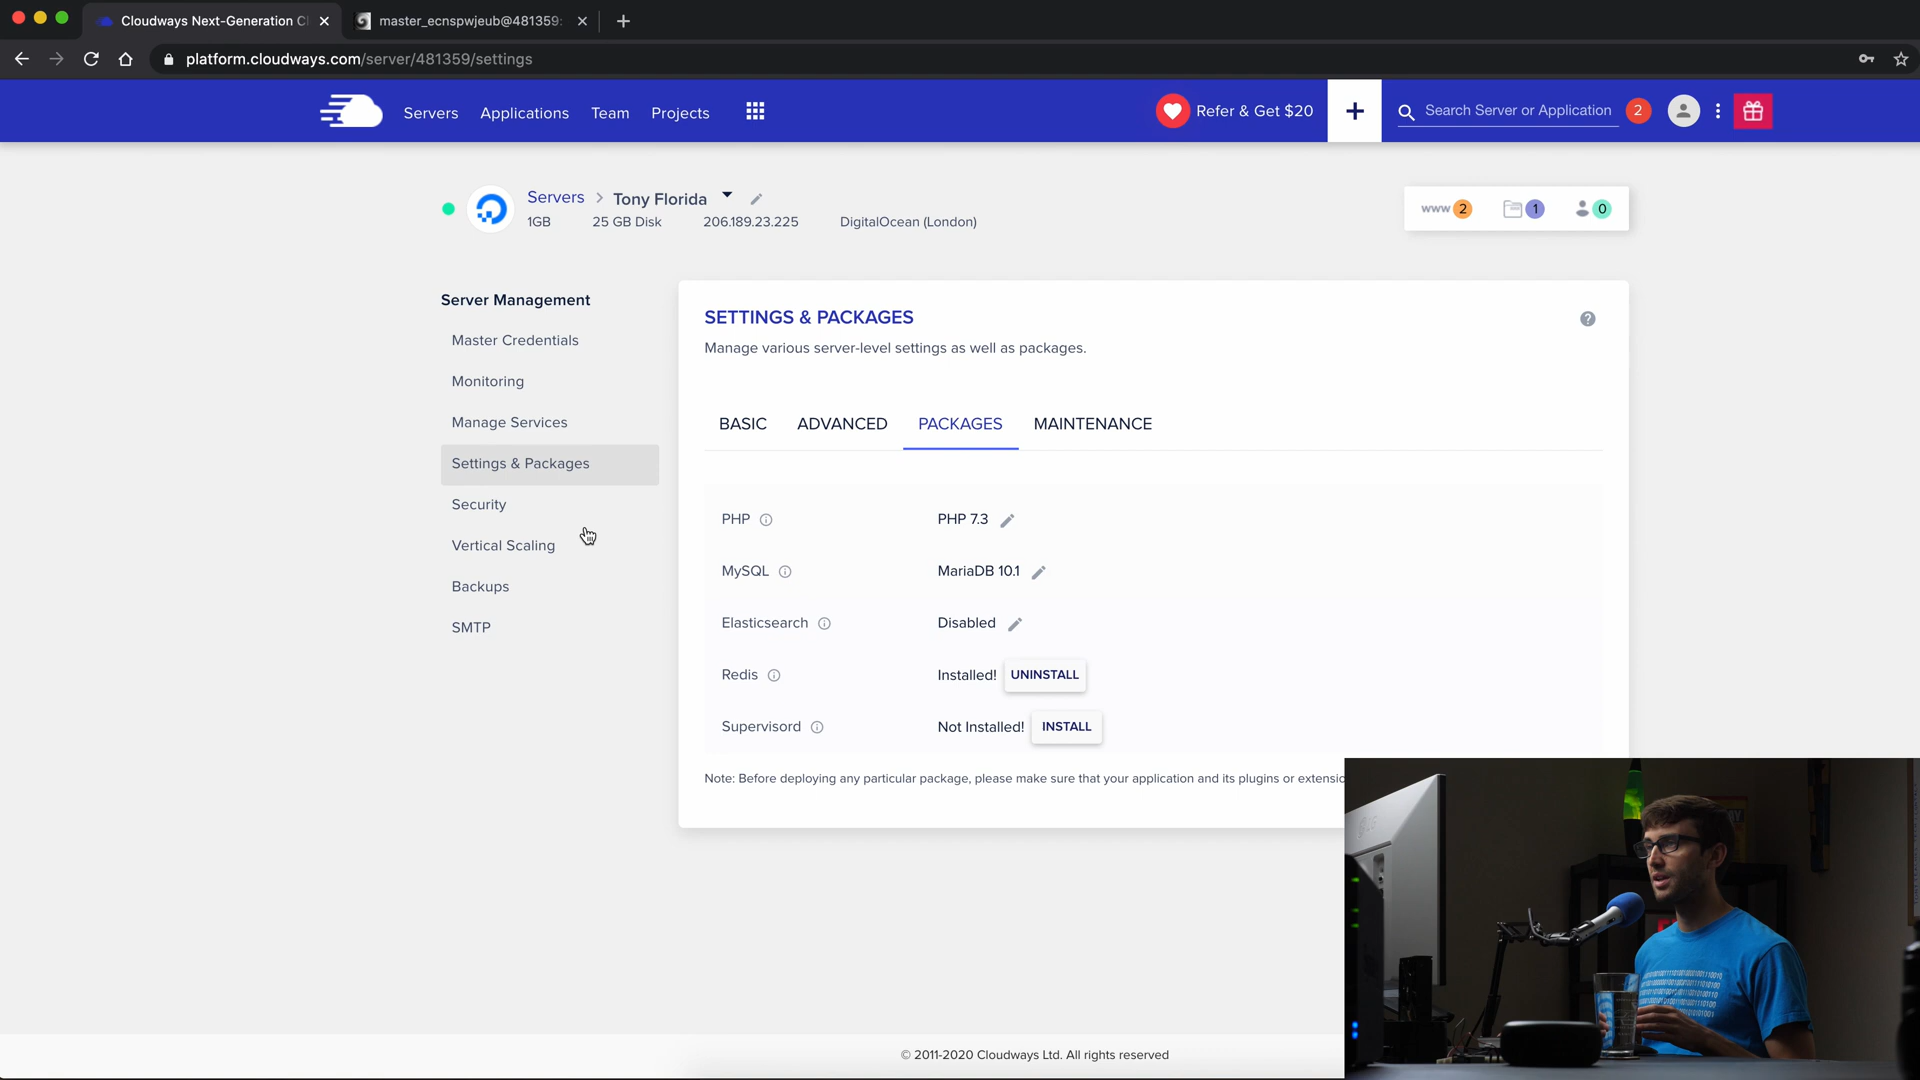 Cloudways Next-Generation Cl
master_ecnspwjeub@481359:
platform.cloudways.com/server/481359/settings
Servers
Applications
Team
Projects
Refer & Get $20
+
Search Server or Application
2
Servers > Tony Florida
1GB
25 GB Disk
206.189.23.225
DigitalOcean (London)
www 2
1
0
Server Management
Master Credentials
Monitoring
Manage Services
Settings & Packages
Security
Vertical Scaling
Backups
SMTP
SETTINGS & PACKAGES
Manage various server-level settings as well as packages.
BASIC
ADVANCED
PACKAGES
MAINTENANCE
PHP
PHP 7.3
MySQL
MariaDB 10.1
Elasticsearch
Disabled
Redis
Installed!
UNINSTALL
Supervisord
Not Installed!
INSTALL
Note: Before deploying any particular package, please make sure that your application and its plugins or extensio
© 2011-2020 Cloudways Ltd. All rights reserved